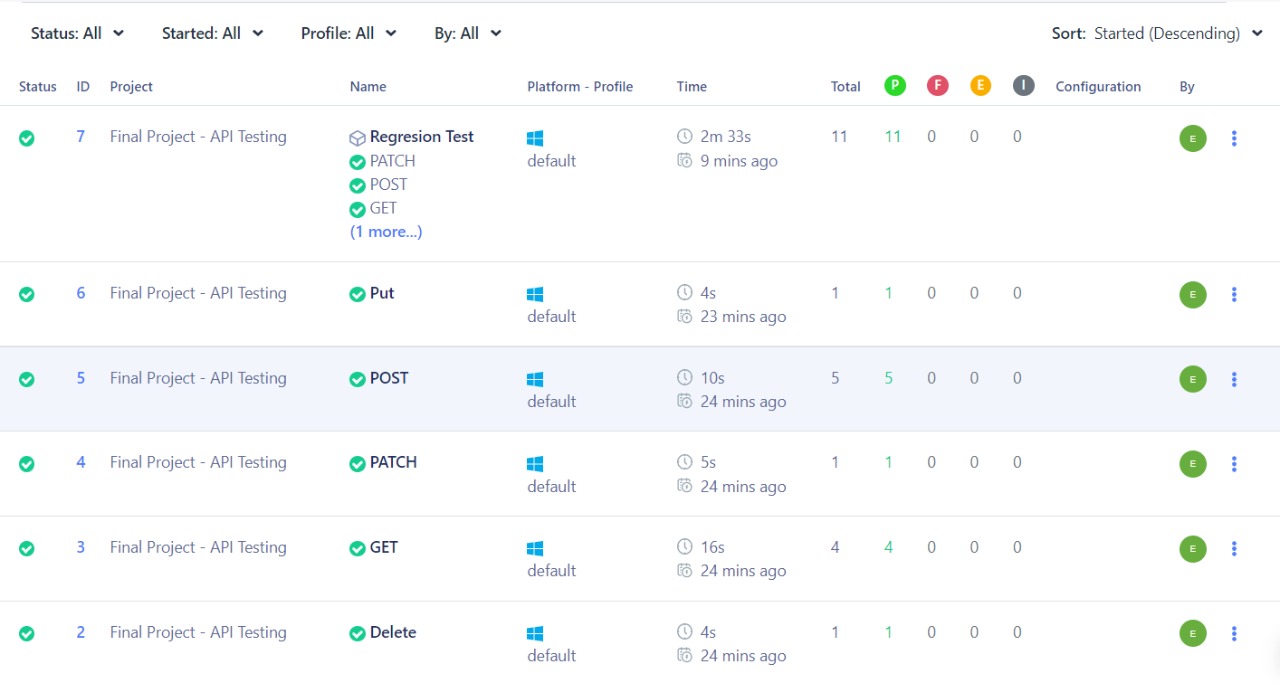 Status: All Started: All Profile: All By: All Sort: Started (Descending)
Status ID Project Name Platform - Profile Time Total P F E I Configuration By
7 Final Project - API Testing Regresion Test 2m 33s 11 11 0 0 0 E
PATCH default 9 mins ago
POST
GET
(1 more...)
6 Final Project - API Testing Put 4s 1 1 0 0 0 E
default 23 mins ago
5 Final Project - API Testing POST 10s 5 5 0 0 0 E
default 24 mins ago
4 Final Project - API Testing PATCH 5s 1 1 0 0 0 E
default 24 mins ago
3 Final Project - API Testing GET 16s 4 4 0 0 0 E
default 24 mins ago
2 Final Project - API Testing Delete 4s 1 1 0 0 0 E
default 24 mins ago